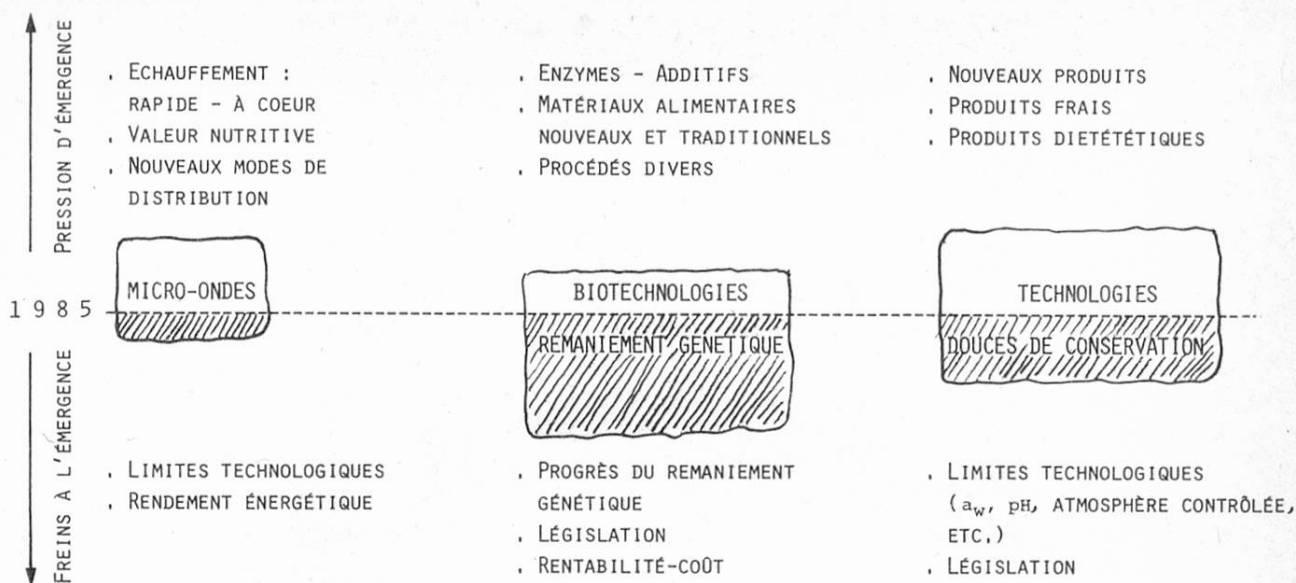 PRESSION D'ÉMERGENCE
. ECHAUFFEMENT :
RAPIDE - À COEUR
. VALEUR NUTRITIVE
. NOUVEAUX MODES DE
DISTRIBUTION
. ENZYMES - ADDITIFS
. MATÉRIAUX ALIMENTAIRES
NOUVEAUX ET TRADITIONNELS
. PROCÉDÉS DIVERS
. NOUVEAUX PRODUITS
. PRODUITS FRAIS
. PRODUITS DIETÉTÉTIQUES
1985
MICRO-ONDES
BIOTECHNOLOGIES
REMANIEMENT GENETIQUE
TECHNOLOGIES
DOUCES DE CONSERVATION
FREINS À L'ÉMERGENCE
. LIMITES TECHNOLOGIQUES
. RENDEMENT ÉNERGÉTIQUE
. PROGRÈS DU REMANIEMENT
GÉNÉTIQUE
. LÉGISLATION
. RENTABILITÉ-COÛT
. LIMITES TECHNOLOGIQUES
(aw, pH, ATMOSPHÈRE CONTRÔLÉE,
ETC.)
. LÉGISLATION